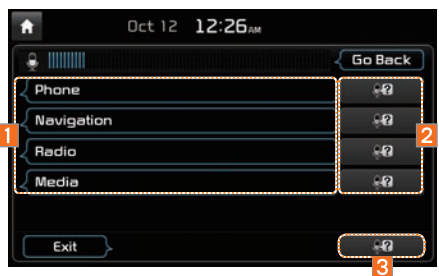 Oct 12 12:26AM
Go Back
Phone
?
Navigation
?
1
2
Radio
?
Media
?
Exit
?
3